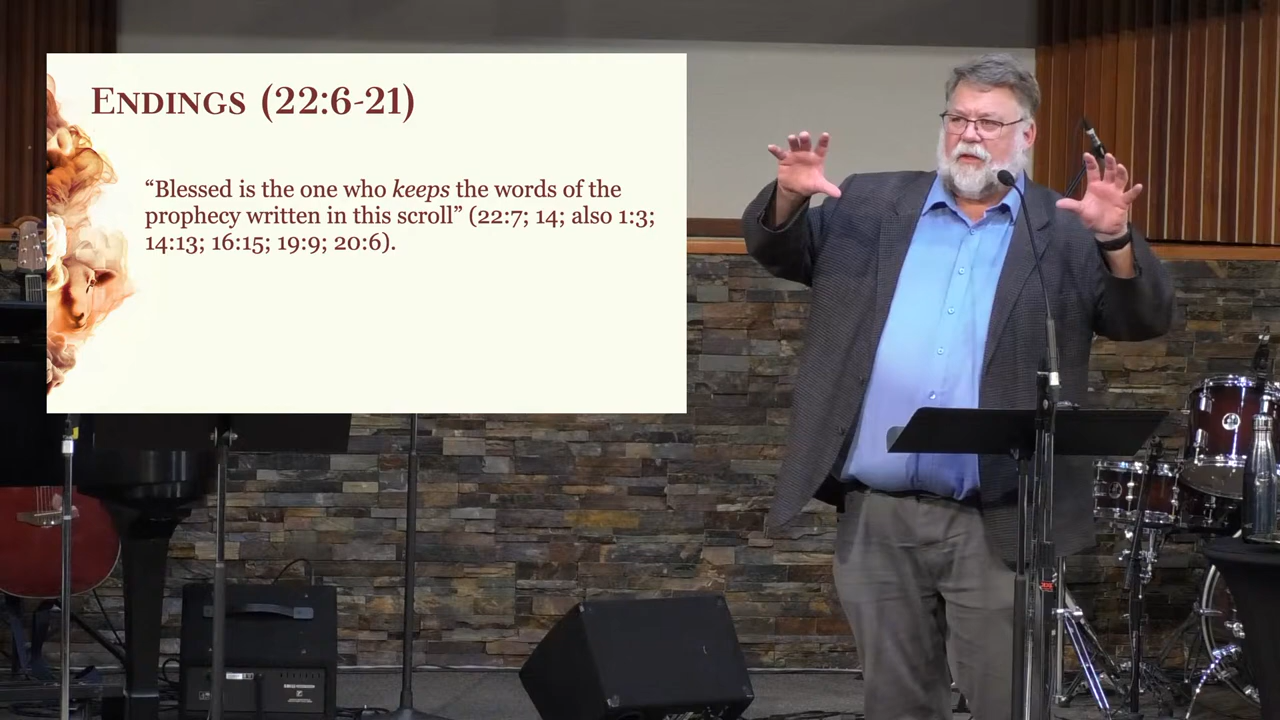 Endings (22:6-21)
“Blessed is the one who keeps the words of the
prophecy written in this scroll” (22:7; 14; also 1:3;
14:13; 16:15; 19:9; 20:6).